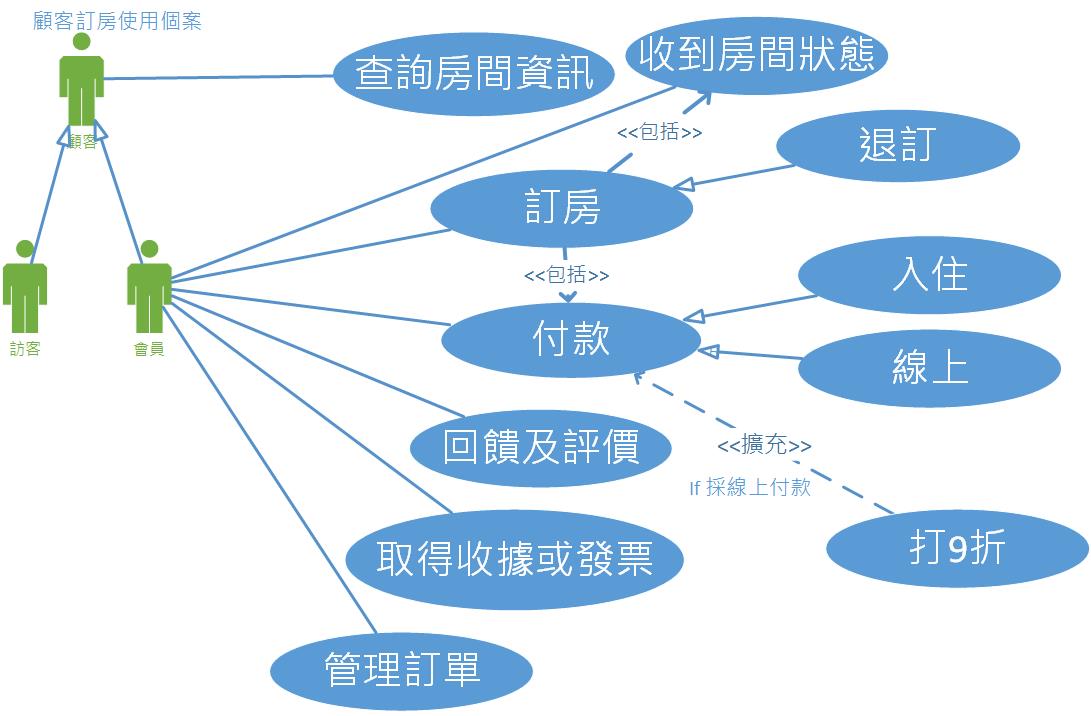 顧客訂房使用個案
顧客
訪客
會員
查詢房間資訊
收到房間狀態
<<包括>>
退訂
訂房
<<包括>>
入住
付款
線上
<<擴充>>
If 採線上付款
回饋及評價
打9折
取得收據或發票
管理訂單